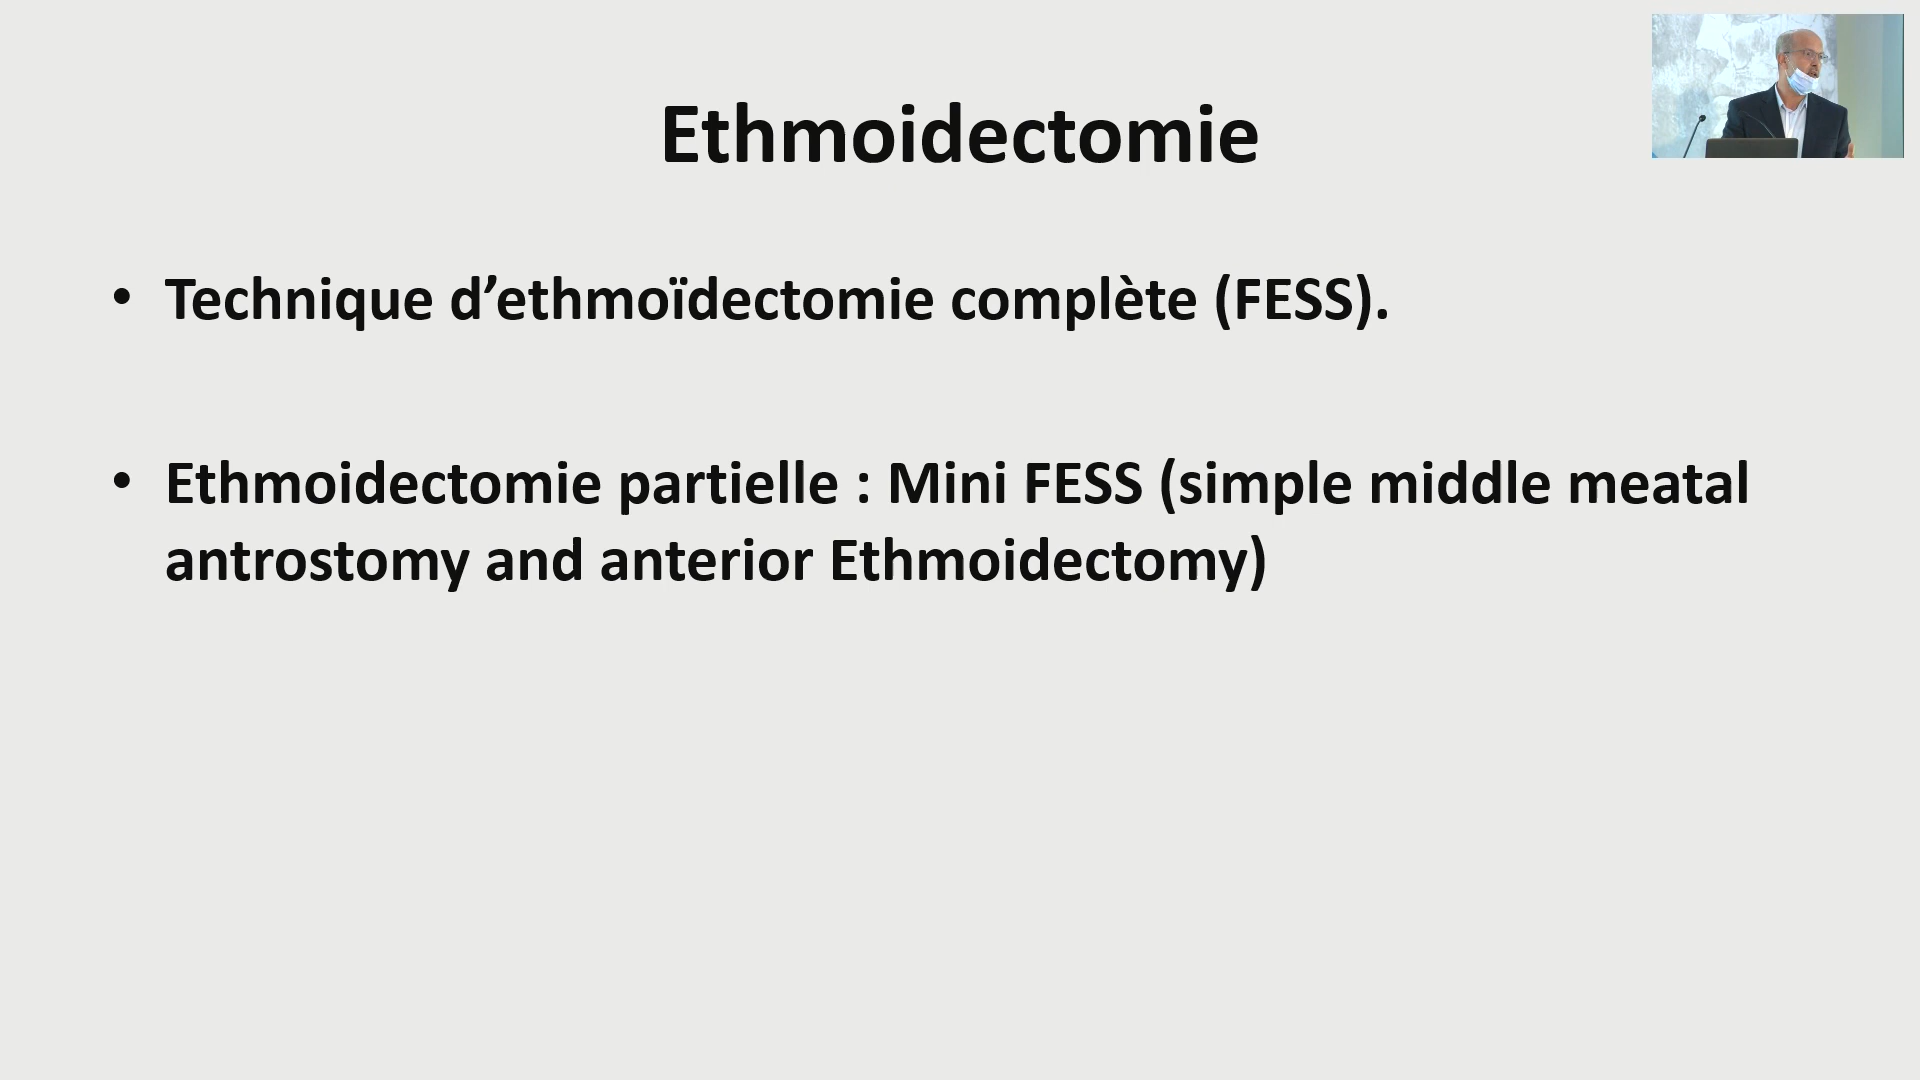 Ethmoidectomie
• Technique d’ethmoïdectomie complète (FESS).
• Ethmoidectomie partielle : Mini FESS (simple middle meatal
antrostomy and anterior Ethmoidectomy)